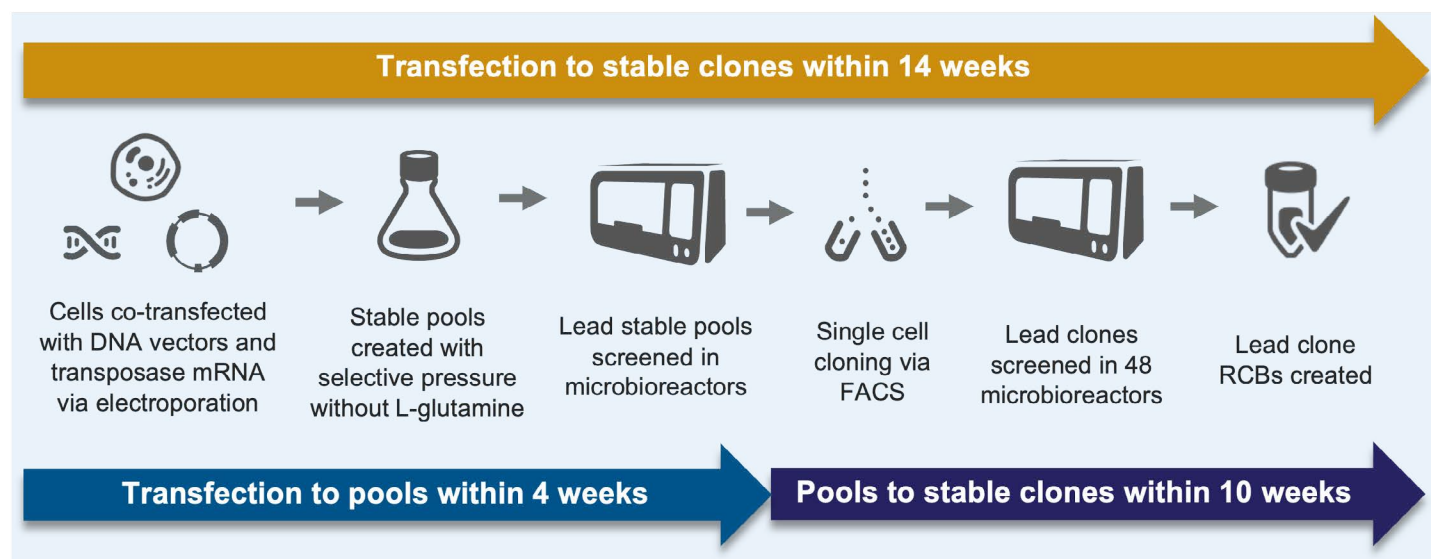 Transfection to stable clones within 14 weeks
Cells co-transfected
with DNA vectors and
transposase mRNA
via electroporation
Stable pools
created with
selective pressure
without L-glutamine
Lead stable pools
screened in
microbioreactors
Single cell
cloning via
FACS
Lead clones
screened in 48
microbioreactors
Lead clone
RCBs created
Transfection to pools within 4 weeks
Pools to stable clones within 10 weeks